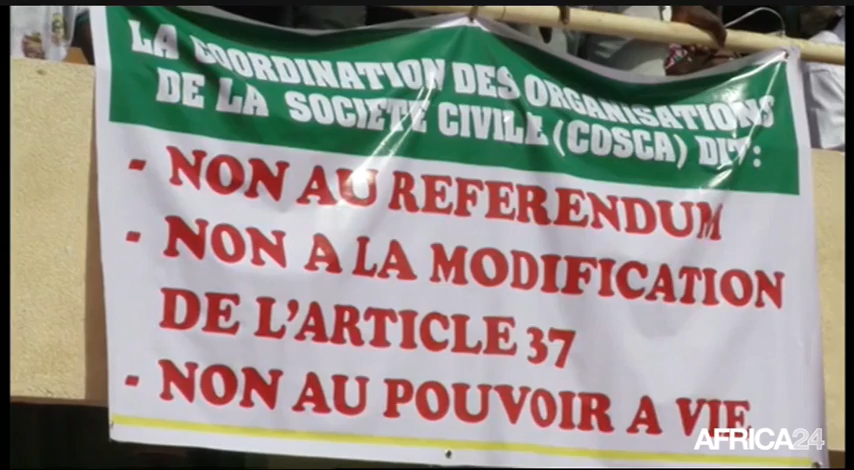 LA COORDINATION DES ORGANISATIONS
DE LA SOCIETE CIVILE (COSCA) DIT :
- NON AU REFERENDUM
- NON A LA MODIFICATION
DE L'ARTICLE 37
- NON AU POUVOIR A VIE
AFRICA24